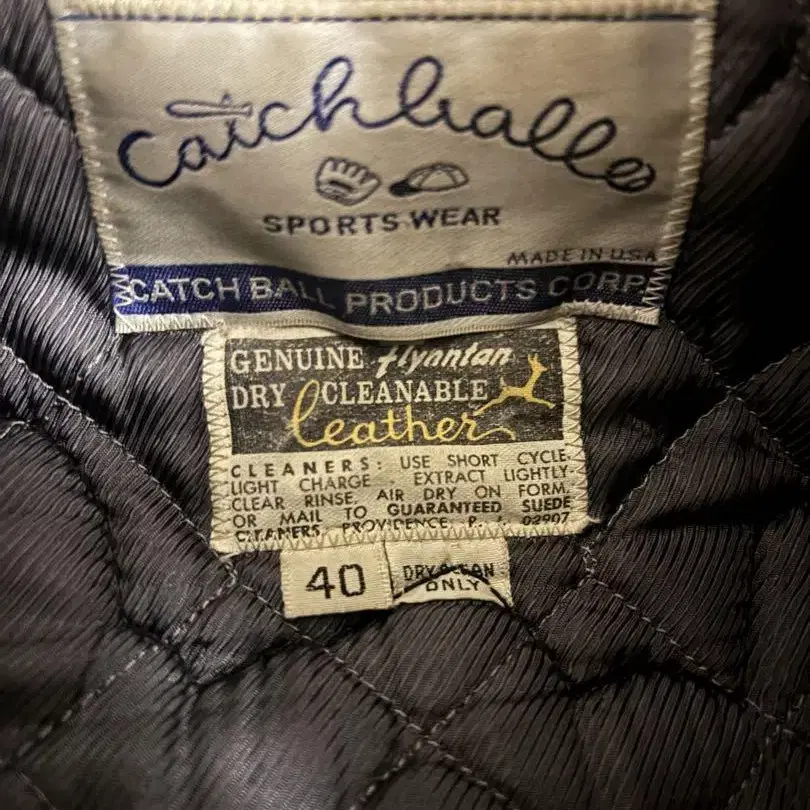 Catchball
SPORTS WEAR
MADE IN USA
CATCH BALL PRODUCTS CORP.
GENUINE flyontan
DRY CLEANABLE
leather
CLEANERS: USE SHORT CYCLE
LIGHT CHARGE. EXTRACT LIGHTLY
CLEAR RINSE, AIR DRY ON FORM
OR MAIL TO GUARANTEED SUEDE
CLEANERS, PROVIDENCE, R. I. 02907
40
DRY CLEAN
ONLY